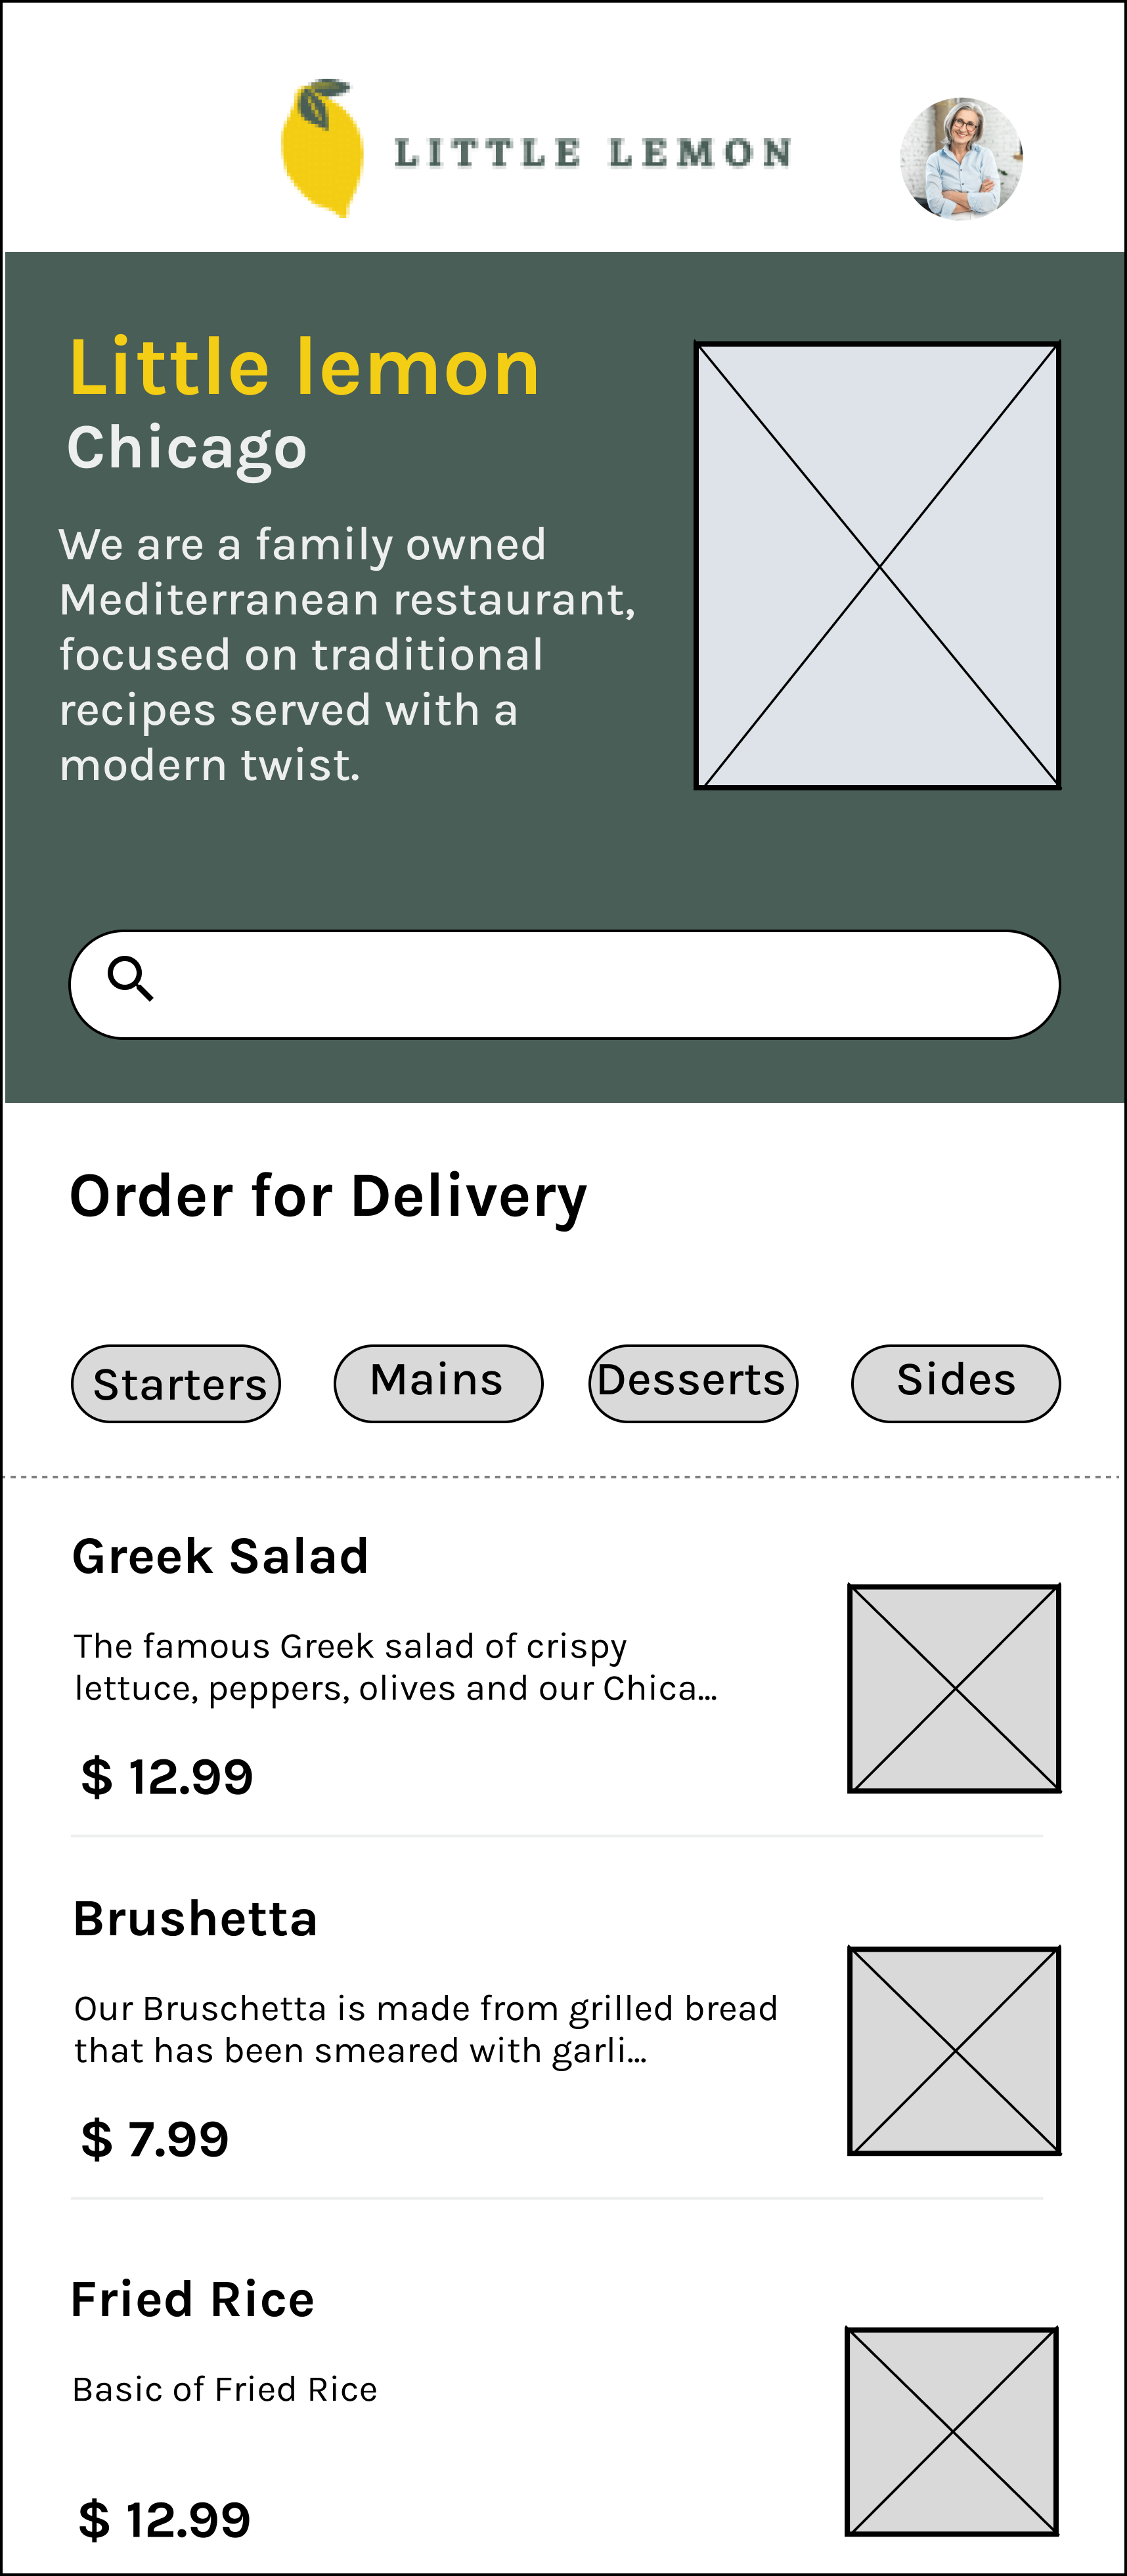 LITTLE LEMON
Little lemon
Chicago
We are a family owned
Mediterranean restaurant,
focused on traditional
recipes served with a
modern twist.
Order for Delivery
Starters Mains Desserts Sides
Greek Salad
The famous Greek salad of crispy
lettuce, peppers, olives and our Chica...
$ 12.99
Brushetta
Our Bruschetta is made from grilled bread
that has been smeared with garli...
$ 7.99
Fried Rice
Basic of Fried Rice
$ 12.99